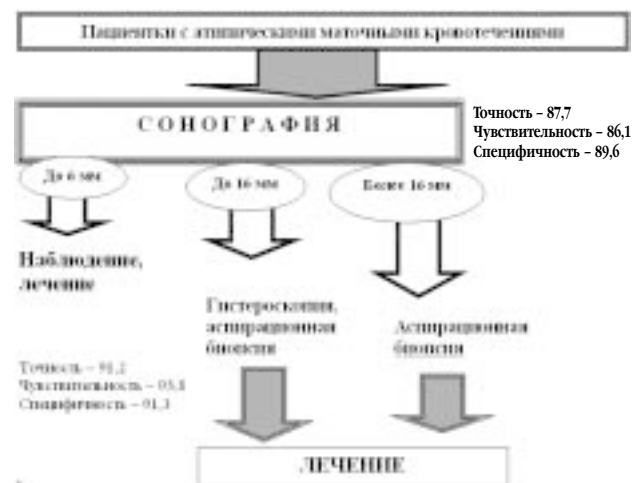 Пациентки с атипическими маточными кровотечениями
СОНОГРАФИЯ
Точность – 87,7
Чувствительность – 86,1
Специфичность – 89,6
До 6 мм
До 16 мм
Более 16 мм
Наблюдение,
лечение
Гистероскопия,
аспирационная
биопсия
Аспирационная
биопсия
Точность –
Чувствительность –
Специфичность –
ЛЕЧЕНИЕ